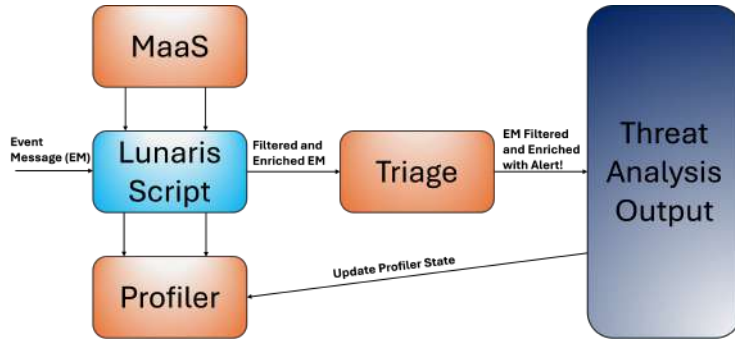 MaaS
Event
Message (EM)
Lunaris
Script
Filtered and
Enriched EM
Triage
EM Filtered
and Enriched
with Alert!
Threat
Analysis
Output
Update Profiler State
Profiler